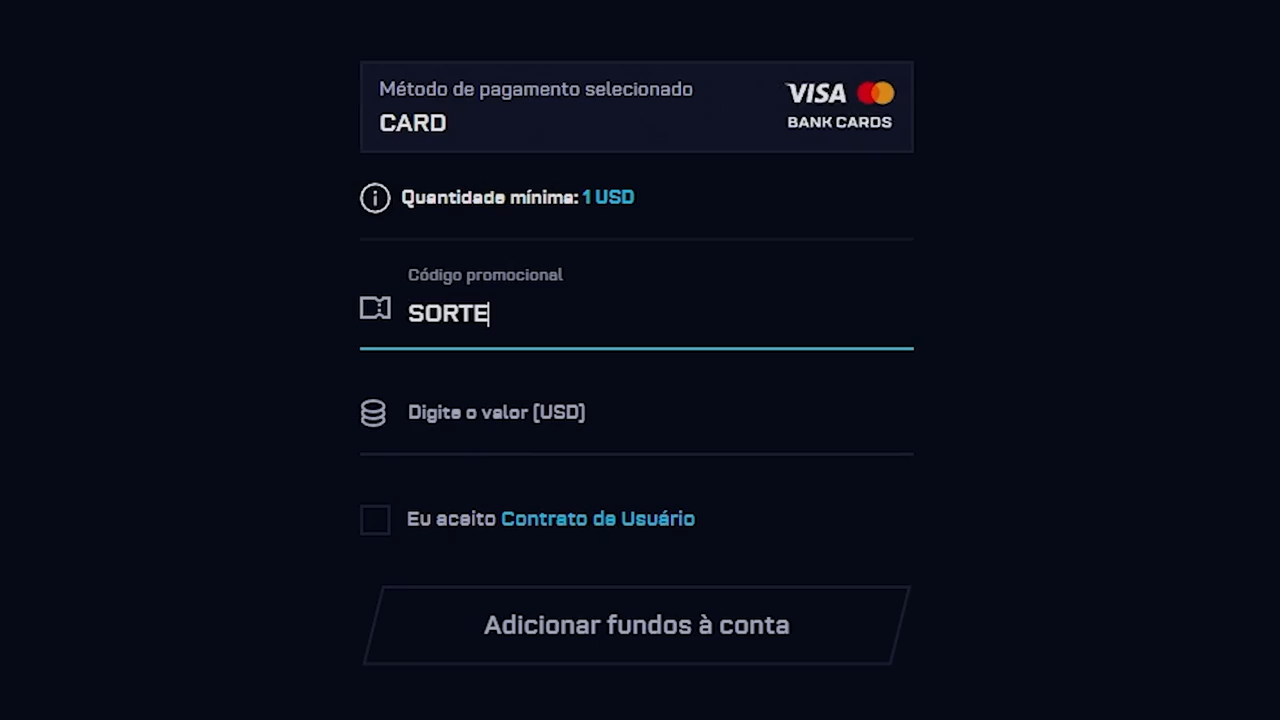 Método de pagamento selecionado
CARD
VISA
BANK CARDS
Quantidade mínima: 1 USD
Código promocional
SORTE
Digite o valor (USD)
Eu aceito Contrato de Usuário
Adicionar fundos à conta